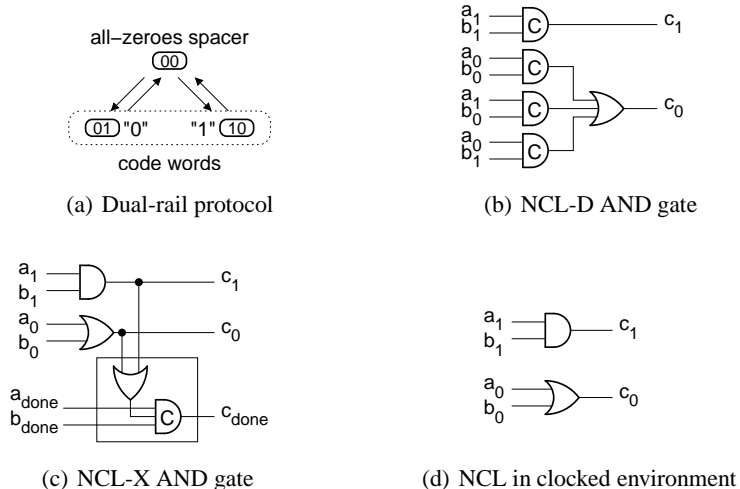 all−zeroes spacer
00
01 "0" "1" 10
code words
(a) Dual-rail protocol
a1
b1
C
c1
a0
b0
C
a1
b0
C
c0
a0
b1
C
(b) NCL-D AND gate
a1
b1
c1
a0
b0
c0
adone
bdone
C
cdone
(c) NCL-X AND gate
a1
b1
c1
a0
b0
c0
(d) NCL in clocked environment